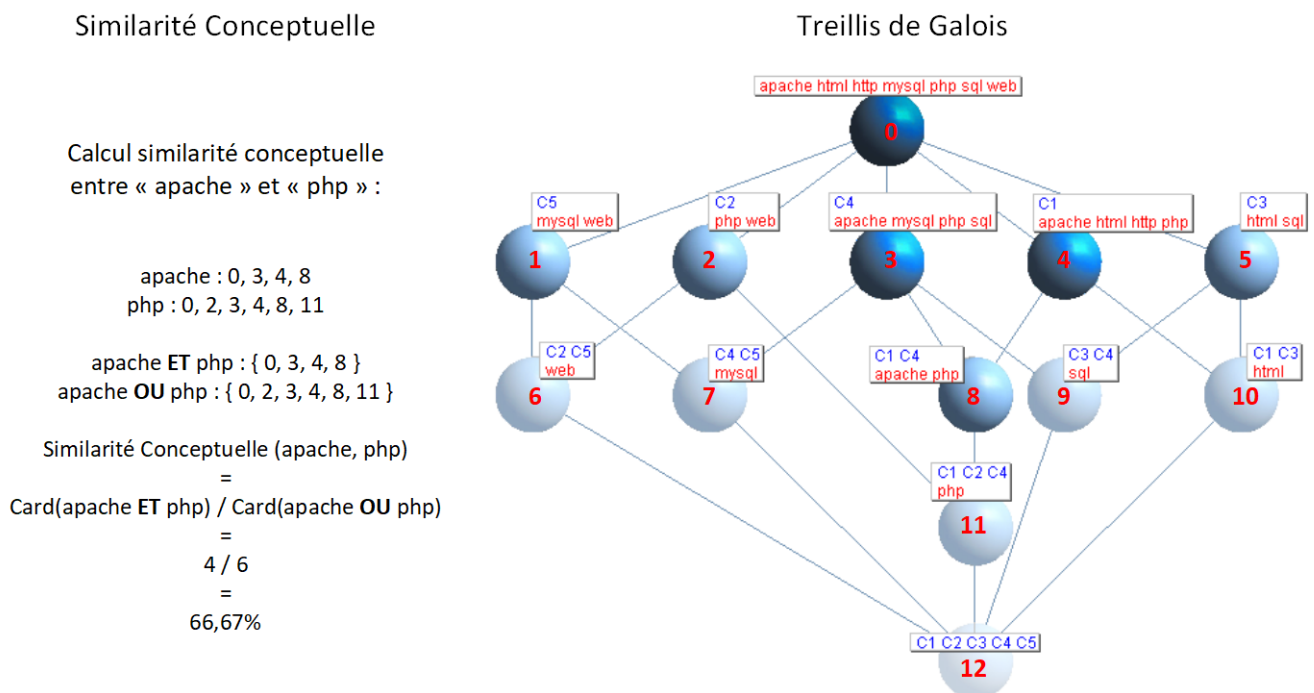 Similarité Conceptuelle
Calcul similarité conceptuelle
entre « apache » et « php » :
apache : 0, 3, 4, 8
php : 0, 2, 3, 4, 8, 11
apache ET php : { 0, 3, 4, 8 }
apache OU php : { 0, 2, 3, 4, 8, 11 }
Similarité Conceptuelle (apache, php)
=
Card(apache ET php) / Card(apache OU php)
=
4 / 6
=
66,67%
Treillis de Galois
apache html http mysql php sql web
0
C5
mysql web
1
C2
php web
2
C4
apache mysql php sql
3
C1
apache html http php
4
C3
html sql
5
C2 C5
web
6
C4 C5
mysql
7
C1 C4
apache php
8
C3 C4
sql
9
C1 C3
html
10
C1 C2 C4
php
11
C1 C2 C3 C4 C5
12